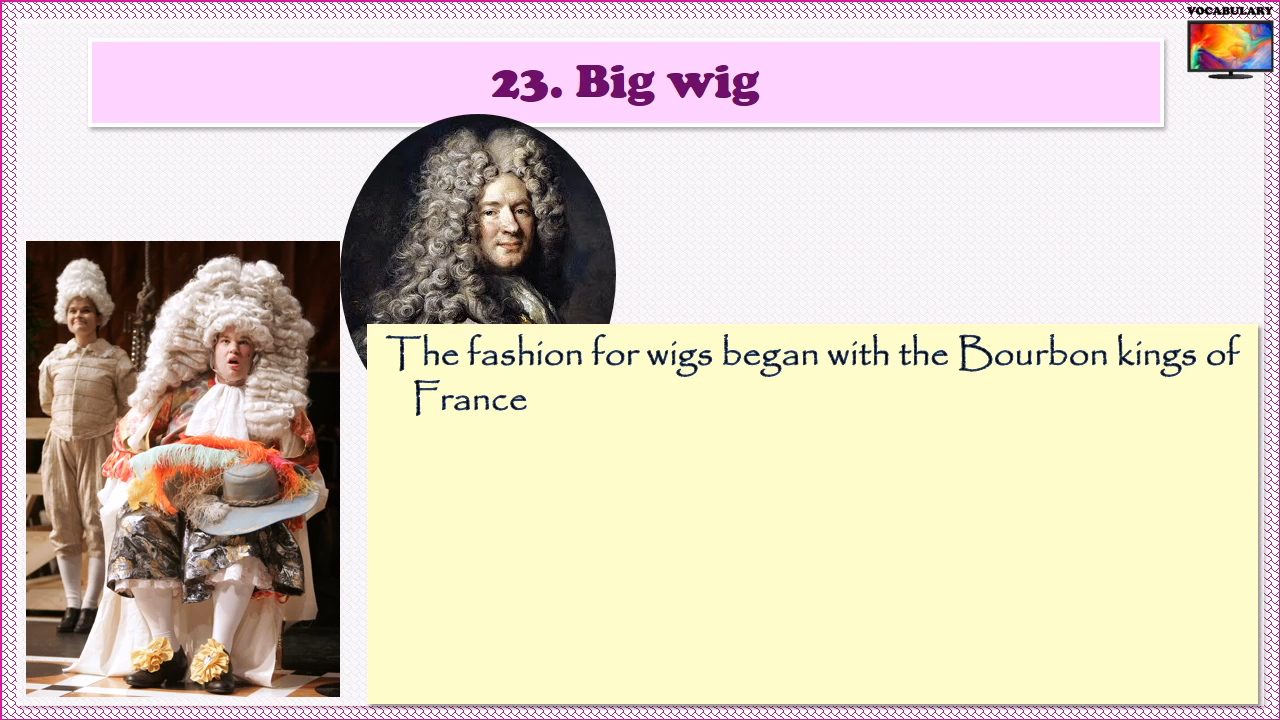 VOCABULARY
23. Big wig
The fashion for wigs began with the Bourbon kings of
France